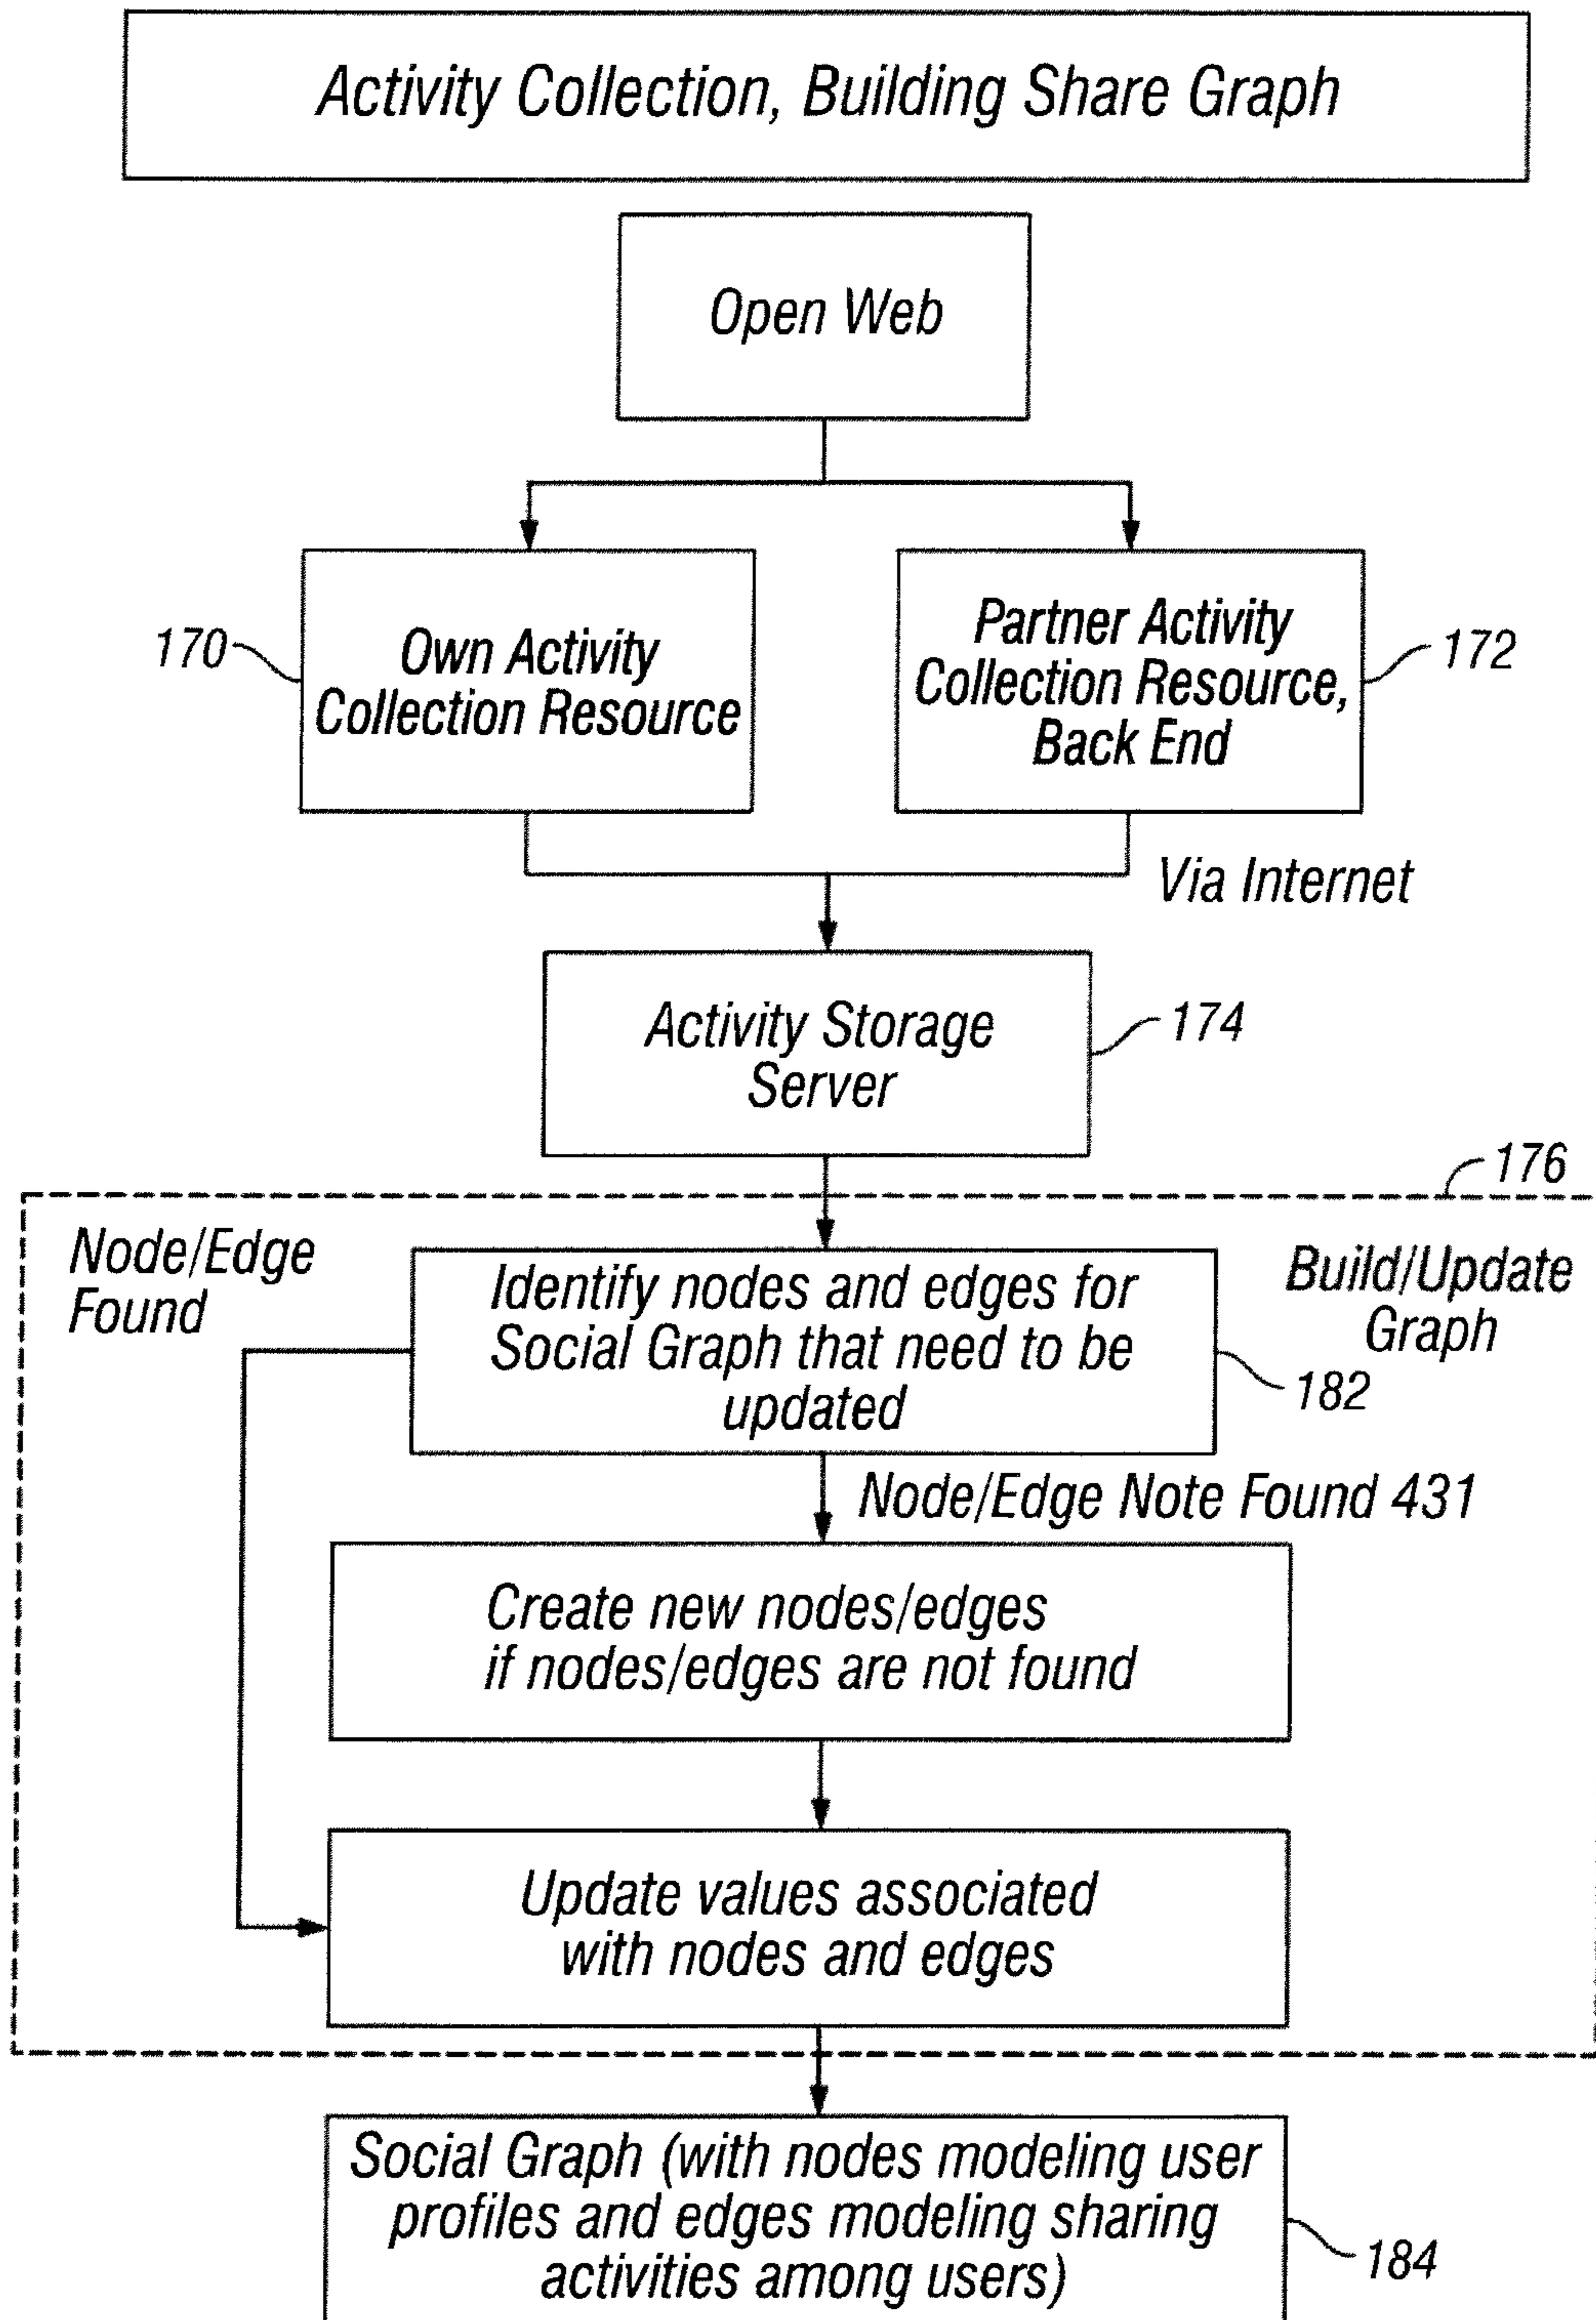 Activity Collection, Building Share Graph
Open Web
170
Own Activity
Collection Resource
Partner Activity
Collection Resource,
Back End
172
Via Internet
Activity Storage
Server
174
176
Node/Edge
Found
Identify nodes and edges for
Social Graph that need to be
updated
Build/Update
Graph
182
Node/Edge Note Found 431
Create new nodes/edges
if nodes/edges are not found
Update values associated
with nodes and edges
Social Graph (with nodes modeling user
profiles and edges modeling sharing
activities among users)
184